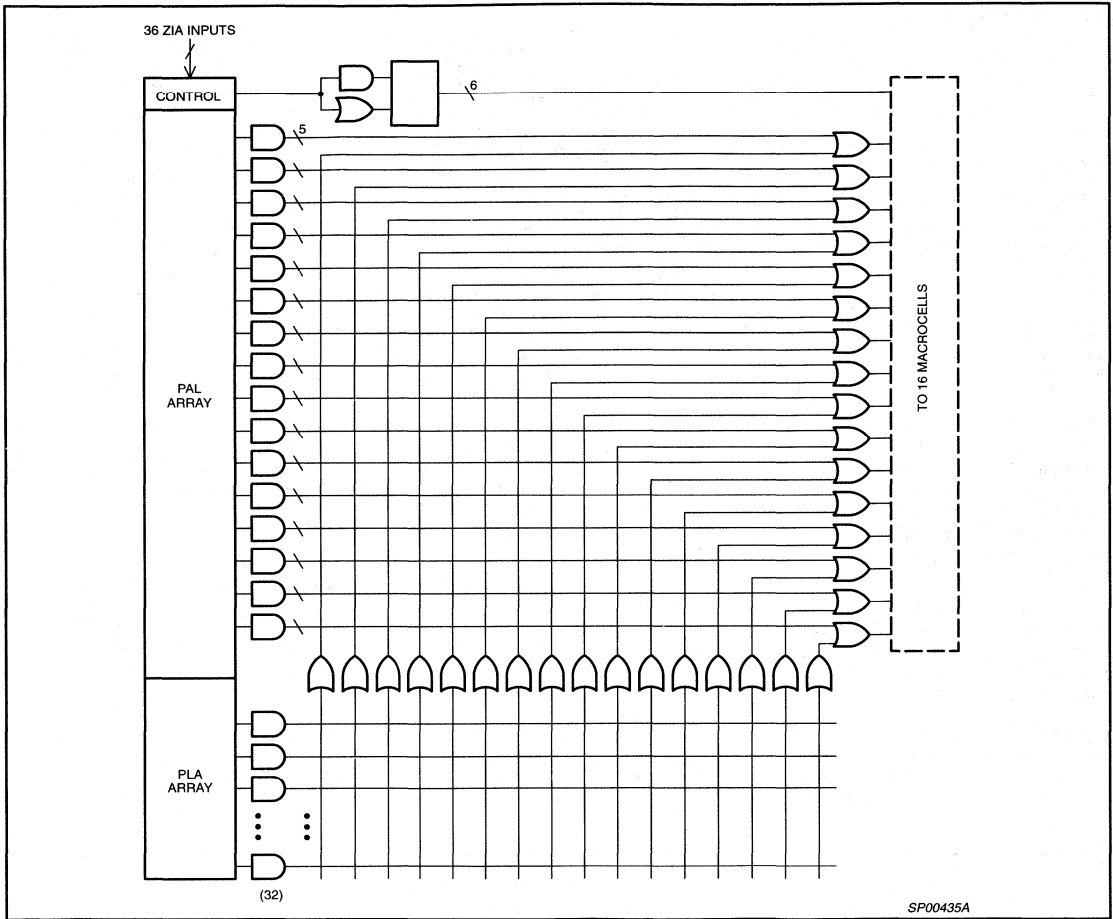 36 ZIA INPUTS
CONTROL
6
5
PAL
ARRAY
TO 16 MACROCELLS
PLA
ARRAY
(32)
SP00435A